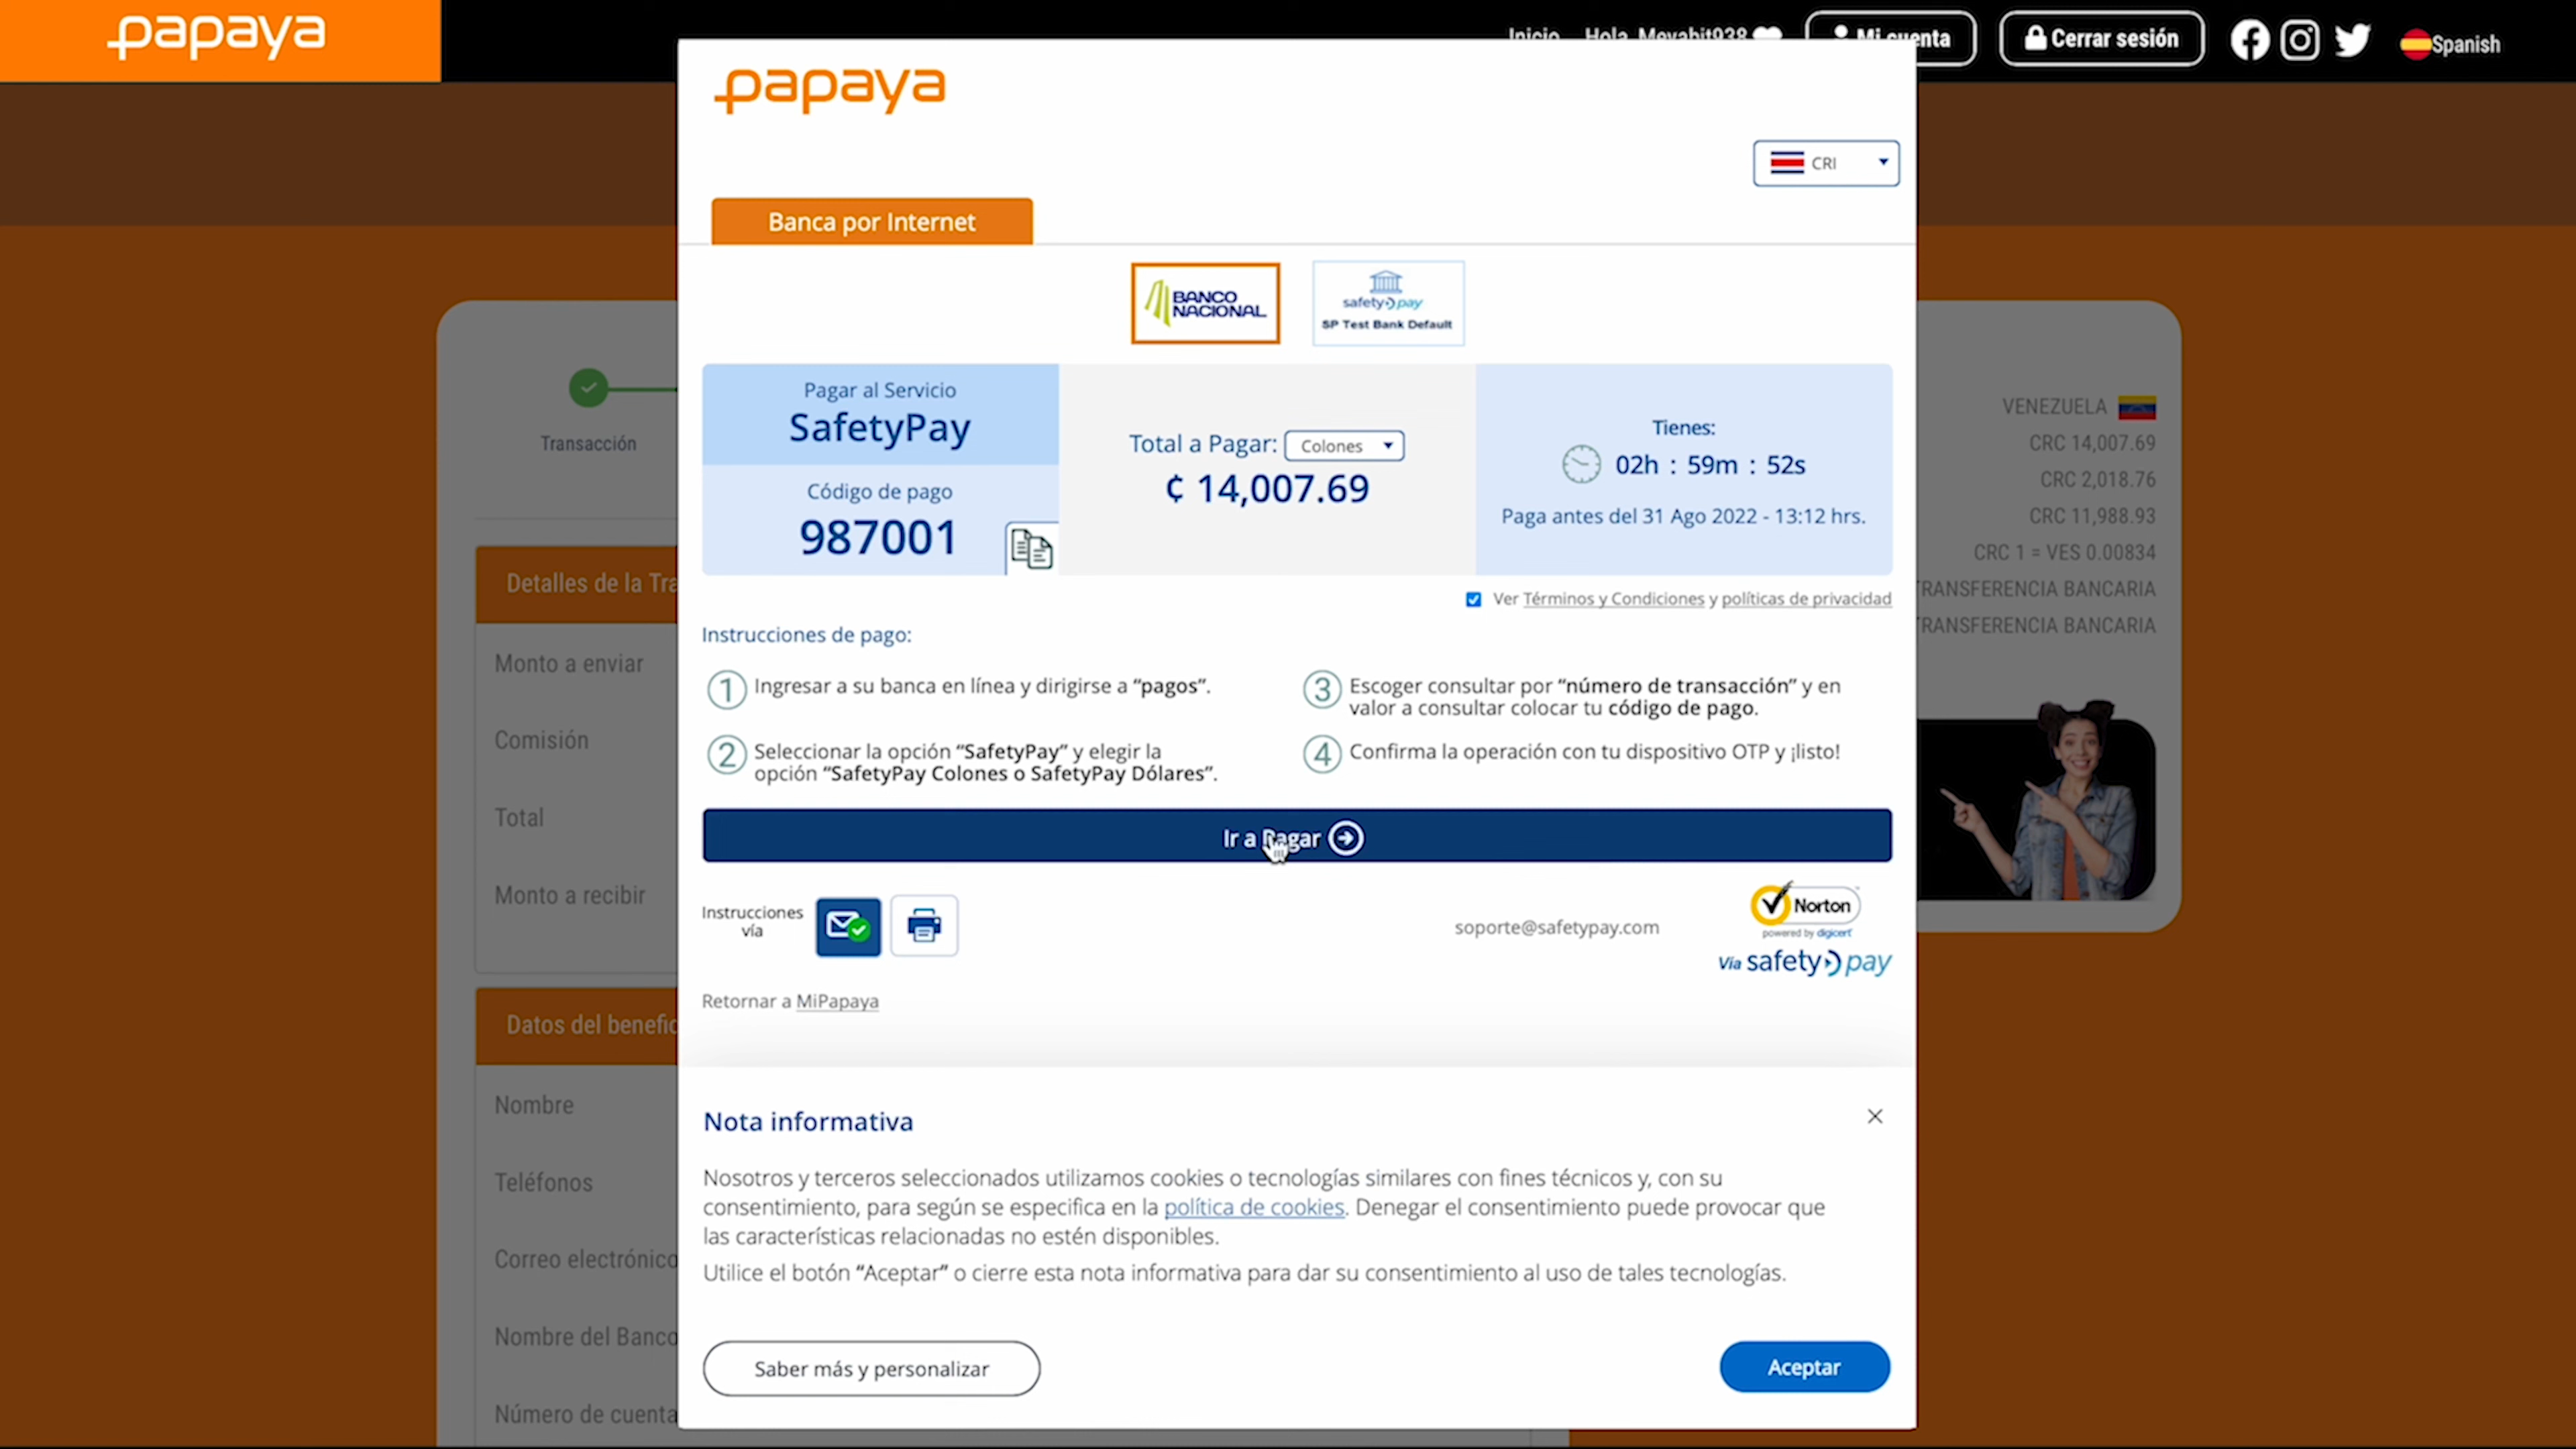 papaya
Inicio
Hola, Mevabit938
Mi cuenta
Cerrar sesión
Spanish
papaya
CRI
Banca por Internet
BANCO
NACIONAL
safetypay
SP Test Bank Default
Pagar al Servicio
SafetyPay
Código de pago
987001
Total a Pagar: Colones
₡ 14,007.69
Tienes:
02h : 59m : 52s
Paga antes del 31 Ago 2022 - 13:12 hrs.
Ver Términos y Condiciones y políticas de privacidad
Instrucciones de pago:
1 Ingresar a su banca en línea y dirigirse a “pagos”.
2 Seleccionar la opción “SafetyPay” y elegir la
opción “SafetyPay Colones o SafetyPay Dólares”.
3 Escoger consultar por “número de transacción” y en
valor a consultar colocar tu código de pago.
4 Confirma la operación con tu dispositivo OTP y ¡listo!
Ir a Pagar
Instrucciones
vía
soporte@safetypay.com
Norton
powered by digicert
Vía safetypay
Retornar a MiPapaya
Nota informativa
Nosotros y terceros seleccionados utilizamos cookies o tecnologías similares con fines técnicos y, con su
consentimiento, para según se especifica en la política de cookies. Denegar el consentimiento puede provocar que
las características relacionadas no estén disponibles.
Utilice el botón “Aceptar” o cierre esta nota informativa para dar su consentimiento al uso de tales tecnologías.
Saber más y personalizar
Aceptar
Transacción
Detalles de la Tra
Monto a enviar
Comisión
Total
Monto a recibir
Datos del benefic
Nombre
Teléfonos
Correo electrónico
Nombre del Banco
Número de cuenta
VENEZUELA
CRC 14,007.69
CRC 2,018.76
CRC 11,988.93
CRC 1 = VES 0.00834
TRANSFERENCIA BANCARIA
TRANSFERENCIA BANCARIA